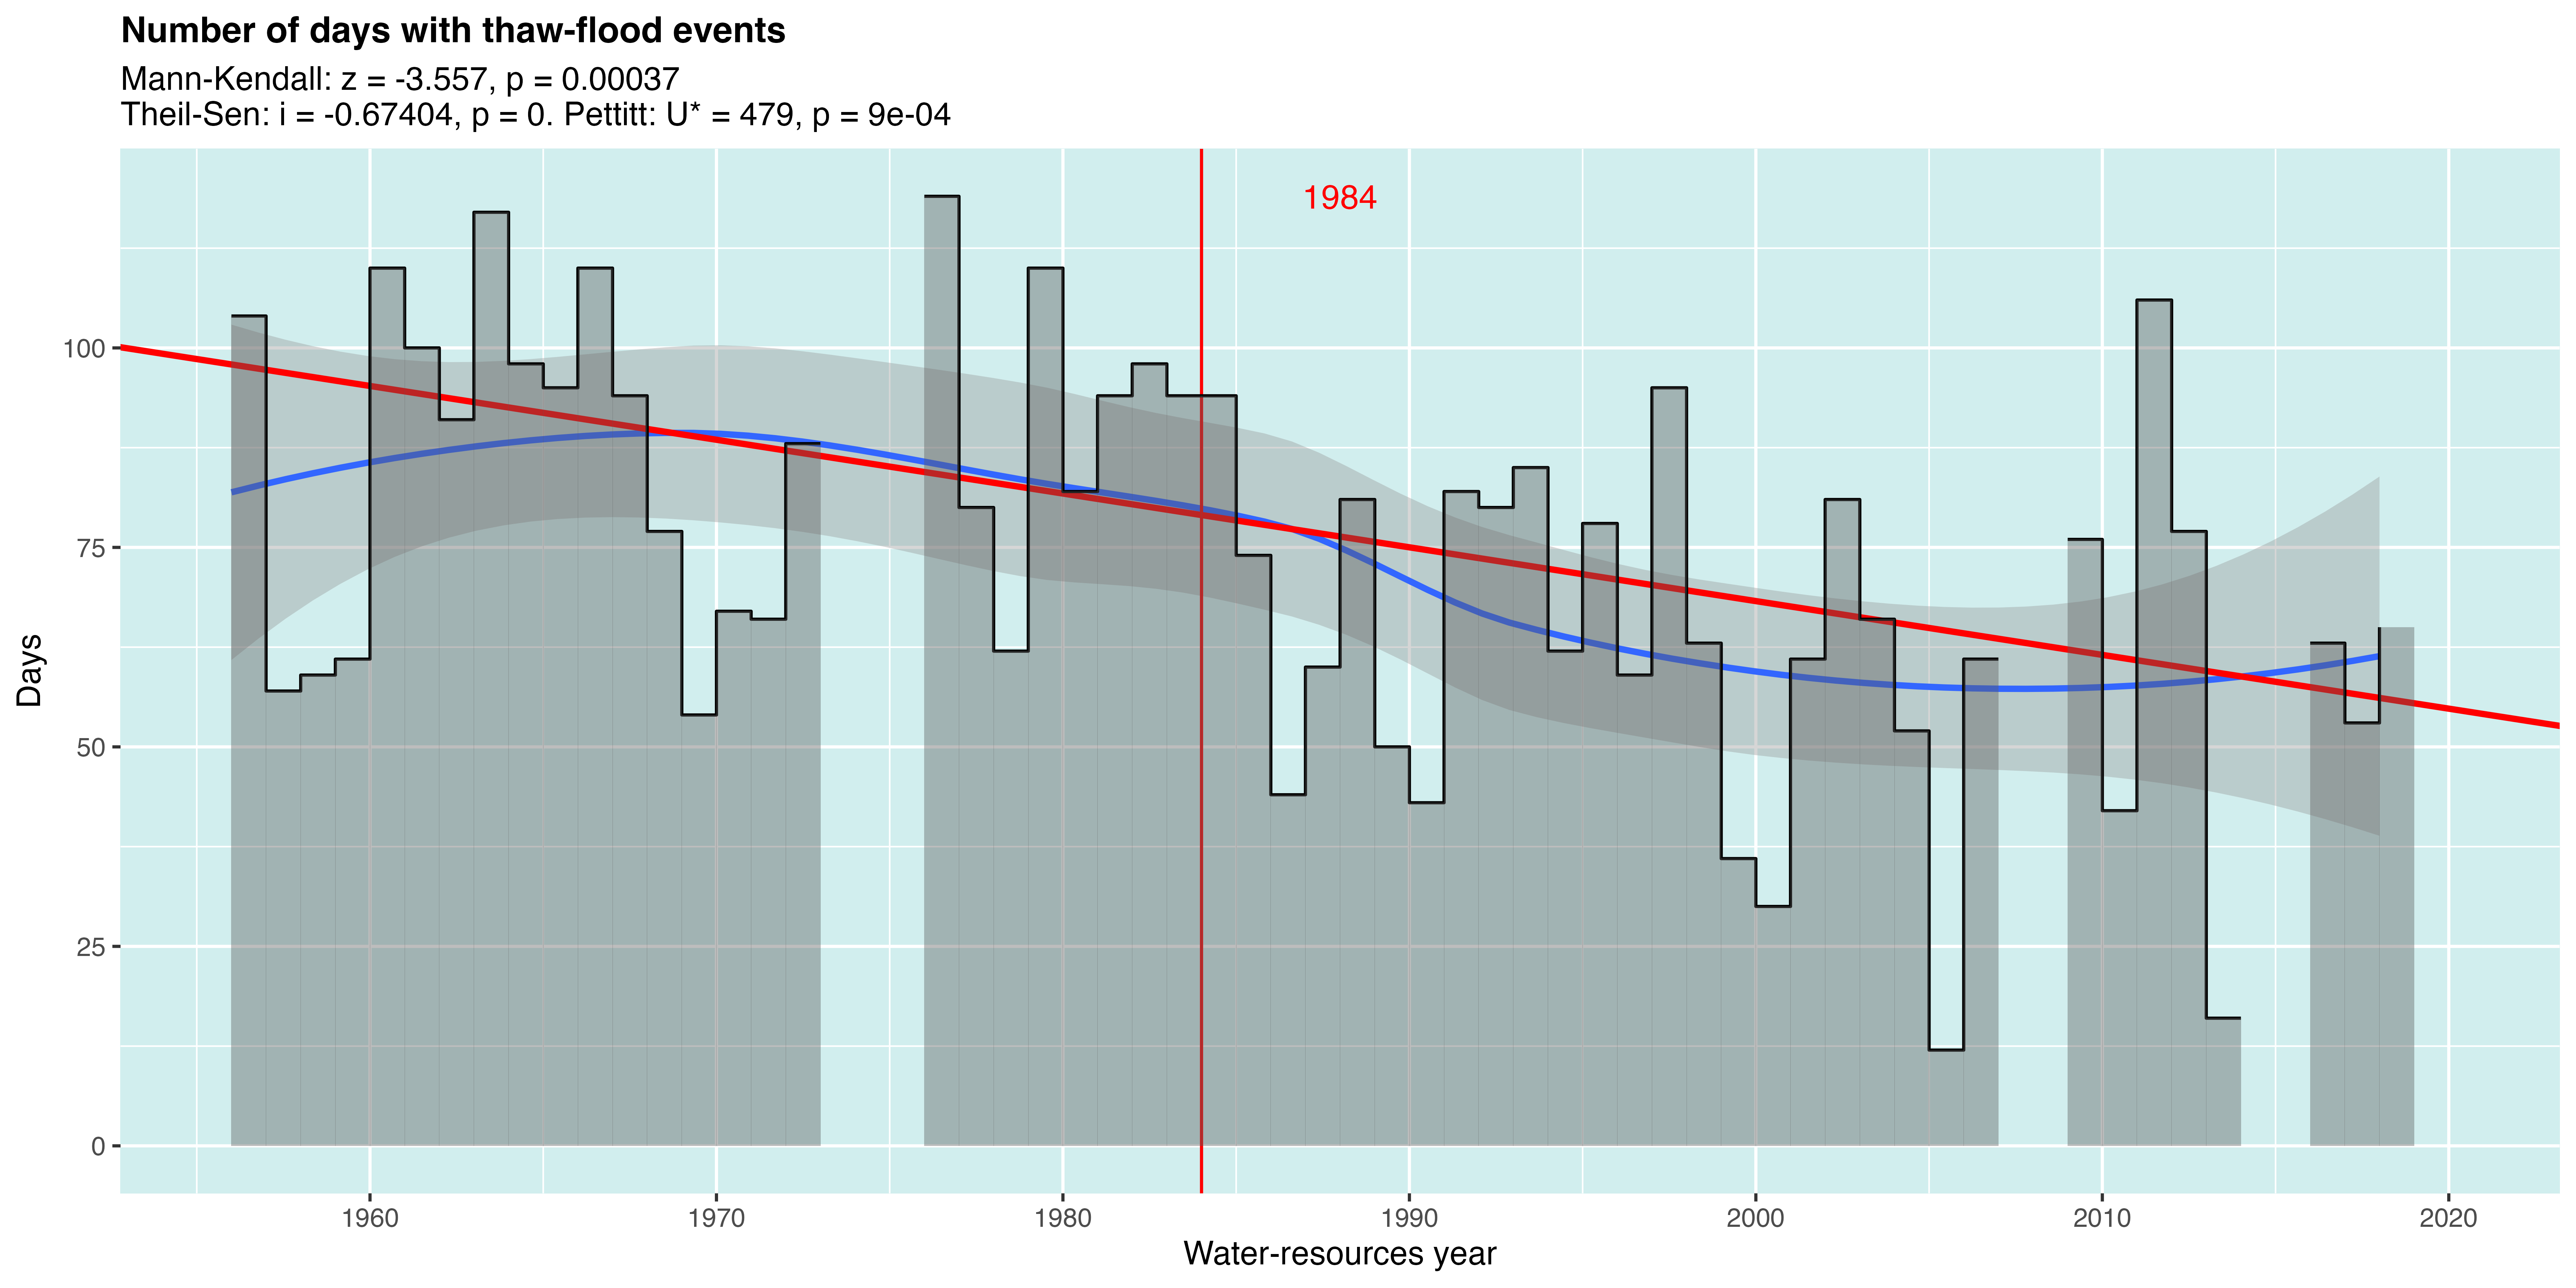 Number of days with thaw-flood events
Mann-Kendall: z = -3.557, p = 0.00037
Theil-Sen: i = -0.67404, p = 0. Pettitt: U* = 479, p = 9e-04
1984
100
75
50
25
0
Days
1960 1970 1980 1990 2000 2010 2020
Water-resources year